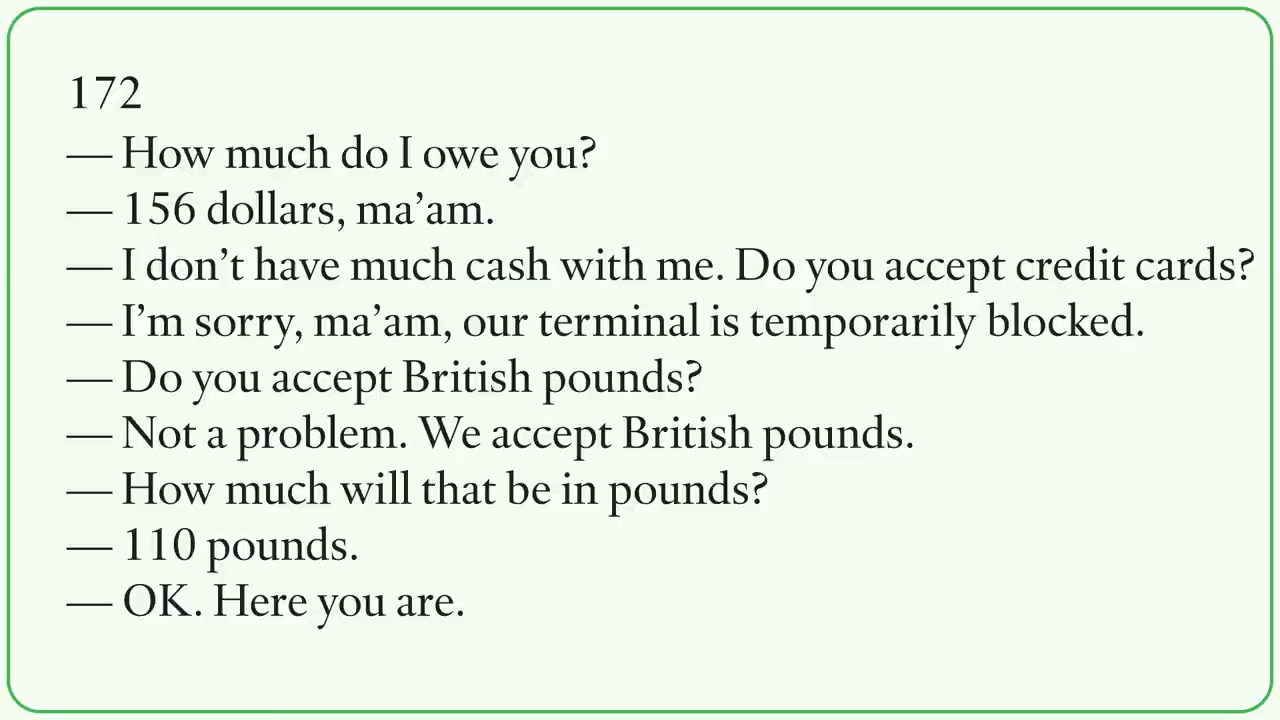 172
— How much do I owe you?
— 156 dollars, ma’am.
— I don’t have much cash with me. Do you accept credit cards?
— I’m sorry, ma’am, our terminal is temporarily blocked.
— Do you accept British pounds?
— Not a problem. We accept British pounds.
— How much will that be in pounds?
— 110 pounds.
— OK. Here you are.